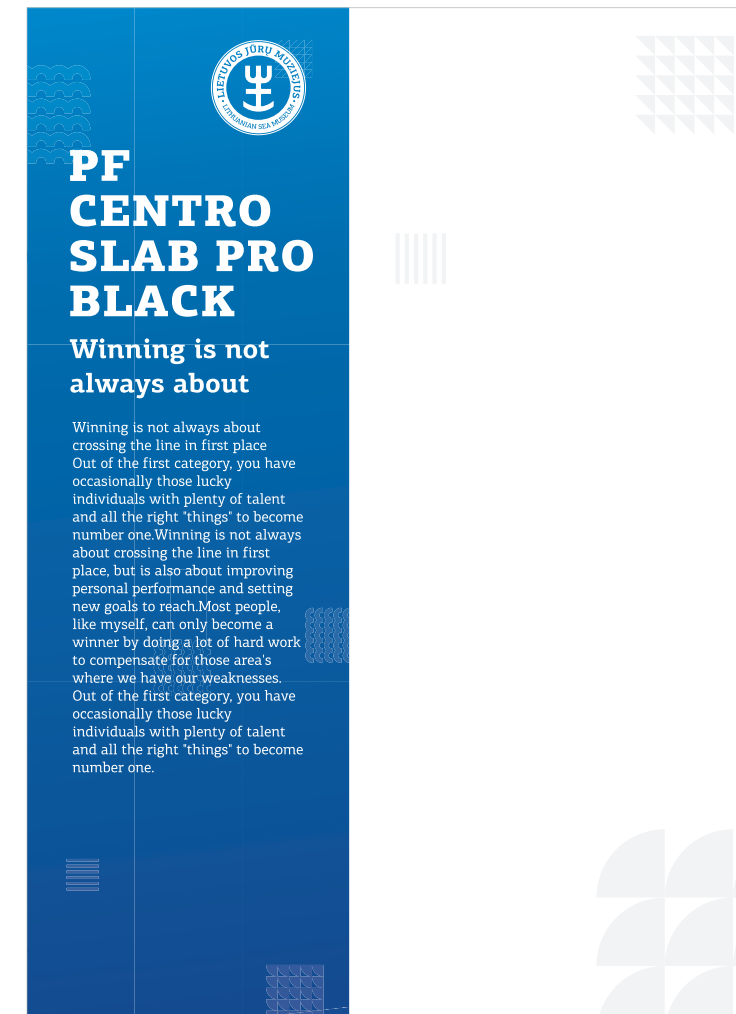 LIETUVOS JŪRŲ MUZIEJUS
LITHUANIAN SEA MUSEUM
PF
CENTRO
SLAB PRO
BLACK
Winning is not
always about
Winning is not always about
crossing the line in first place
Out of the first category, you have
occasionally those lucky
individuals with plenty of talent
and all the right "things" to become
number one.Winning is not always
about crossing the line in first
place, but is also about improving
personal performance and setting
new goals to reach.Most people,
like myself, can only become a
winner by doing a lot of hard work
to compensate for those area's
where we have our weaknesses.
Out of the first category, you have
occasionally those lucky
individuals with plenty of talent
and all the right "things" to become
number one.